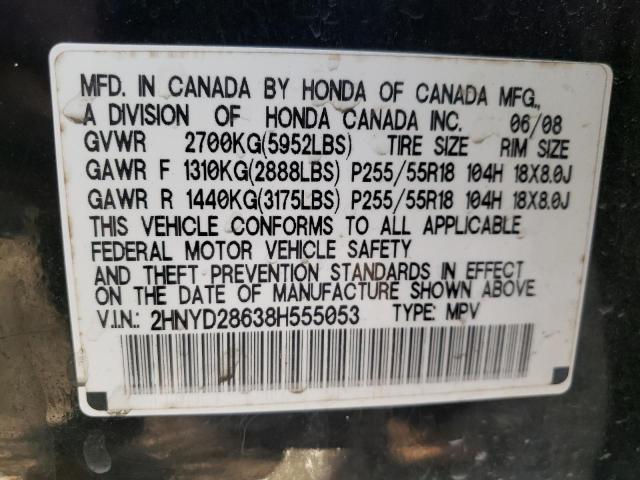 MFD. IN CANADA BY HONDA OF CANADA MFG.,
A DIVISION OF HONDA CANADA INC. 06/08
GVWR 2700KG(5952LBS) TIRE SIZE RIM SIZE
GAWR F 1310KG(2888LBS) P255/55R18 104H 18X8.0J
GAWR R 1440KG(3175LBS) P255/55R18 104H 18X8.0J
THIS VEHICLE CONFORMS TO ALL APPLICABLE
FEDERAL MOTOR VEHICLE SAFETY
AND THEFT PREVENTION STANDARDS IN EFFECT
ON THE DATE OF MANUFACTURE SHOWN ABOVE.
V.I.N.: 2HNYD28638H555053 TYPE: MPV